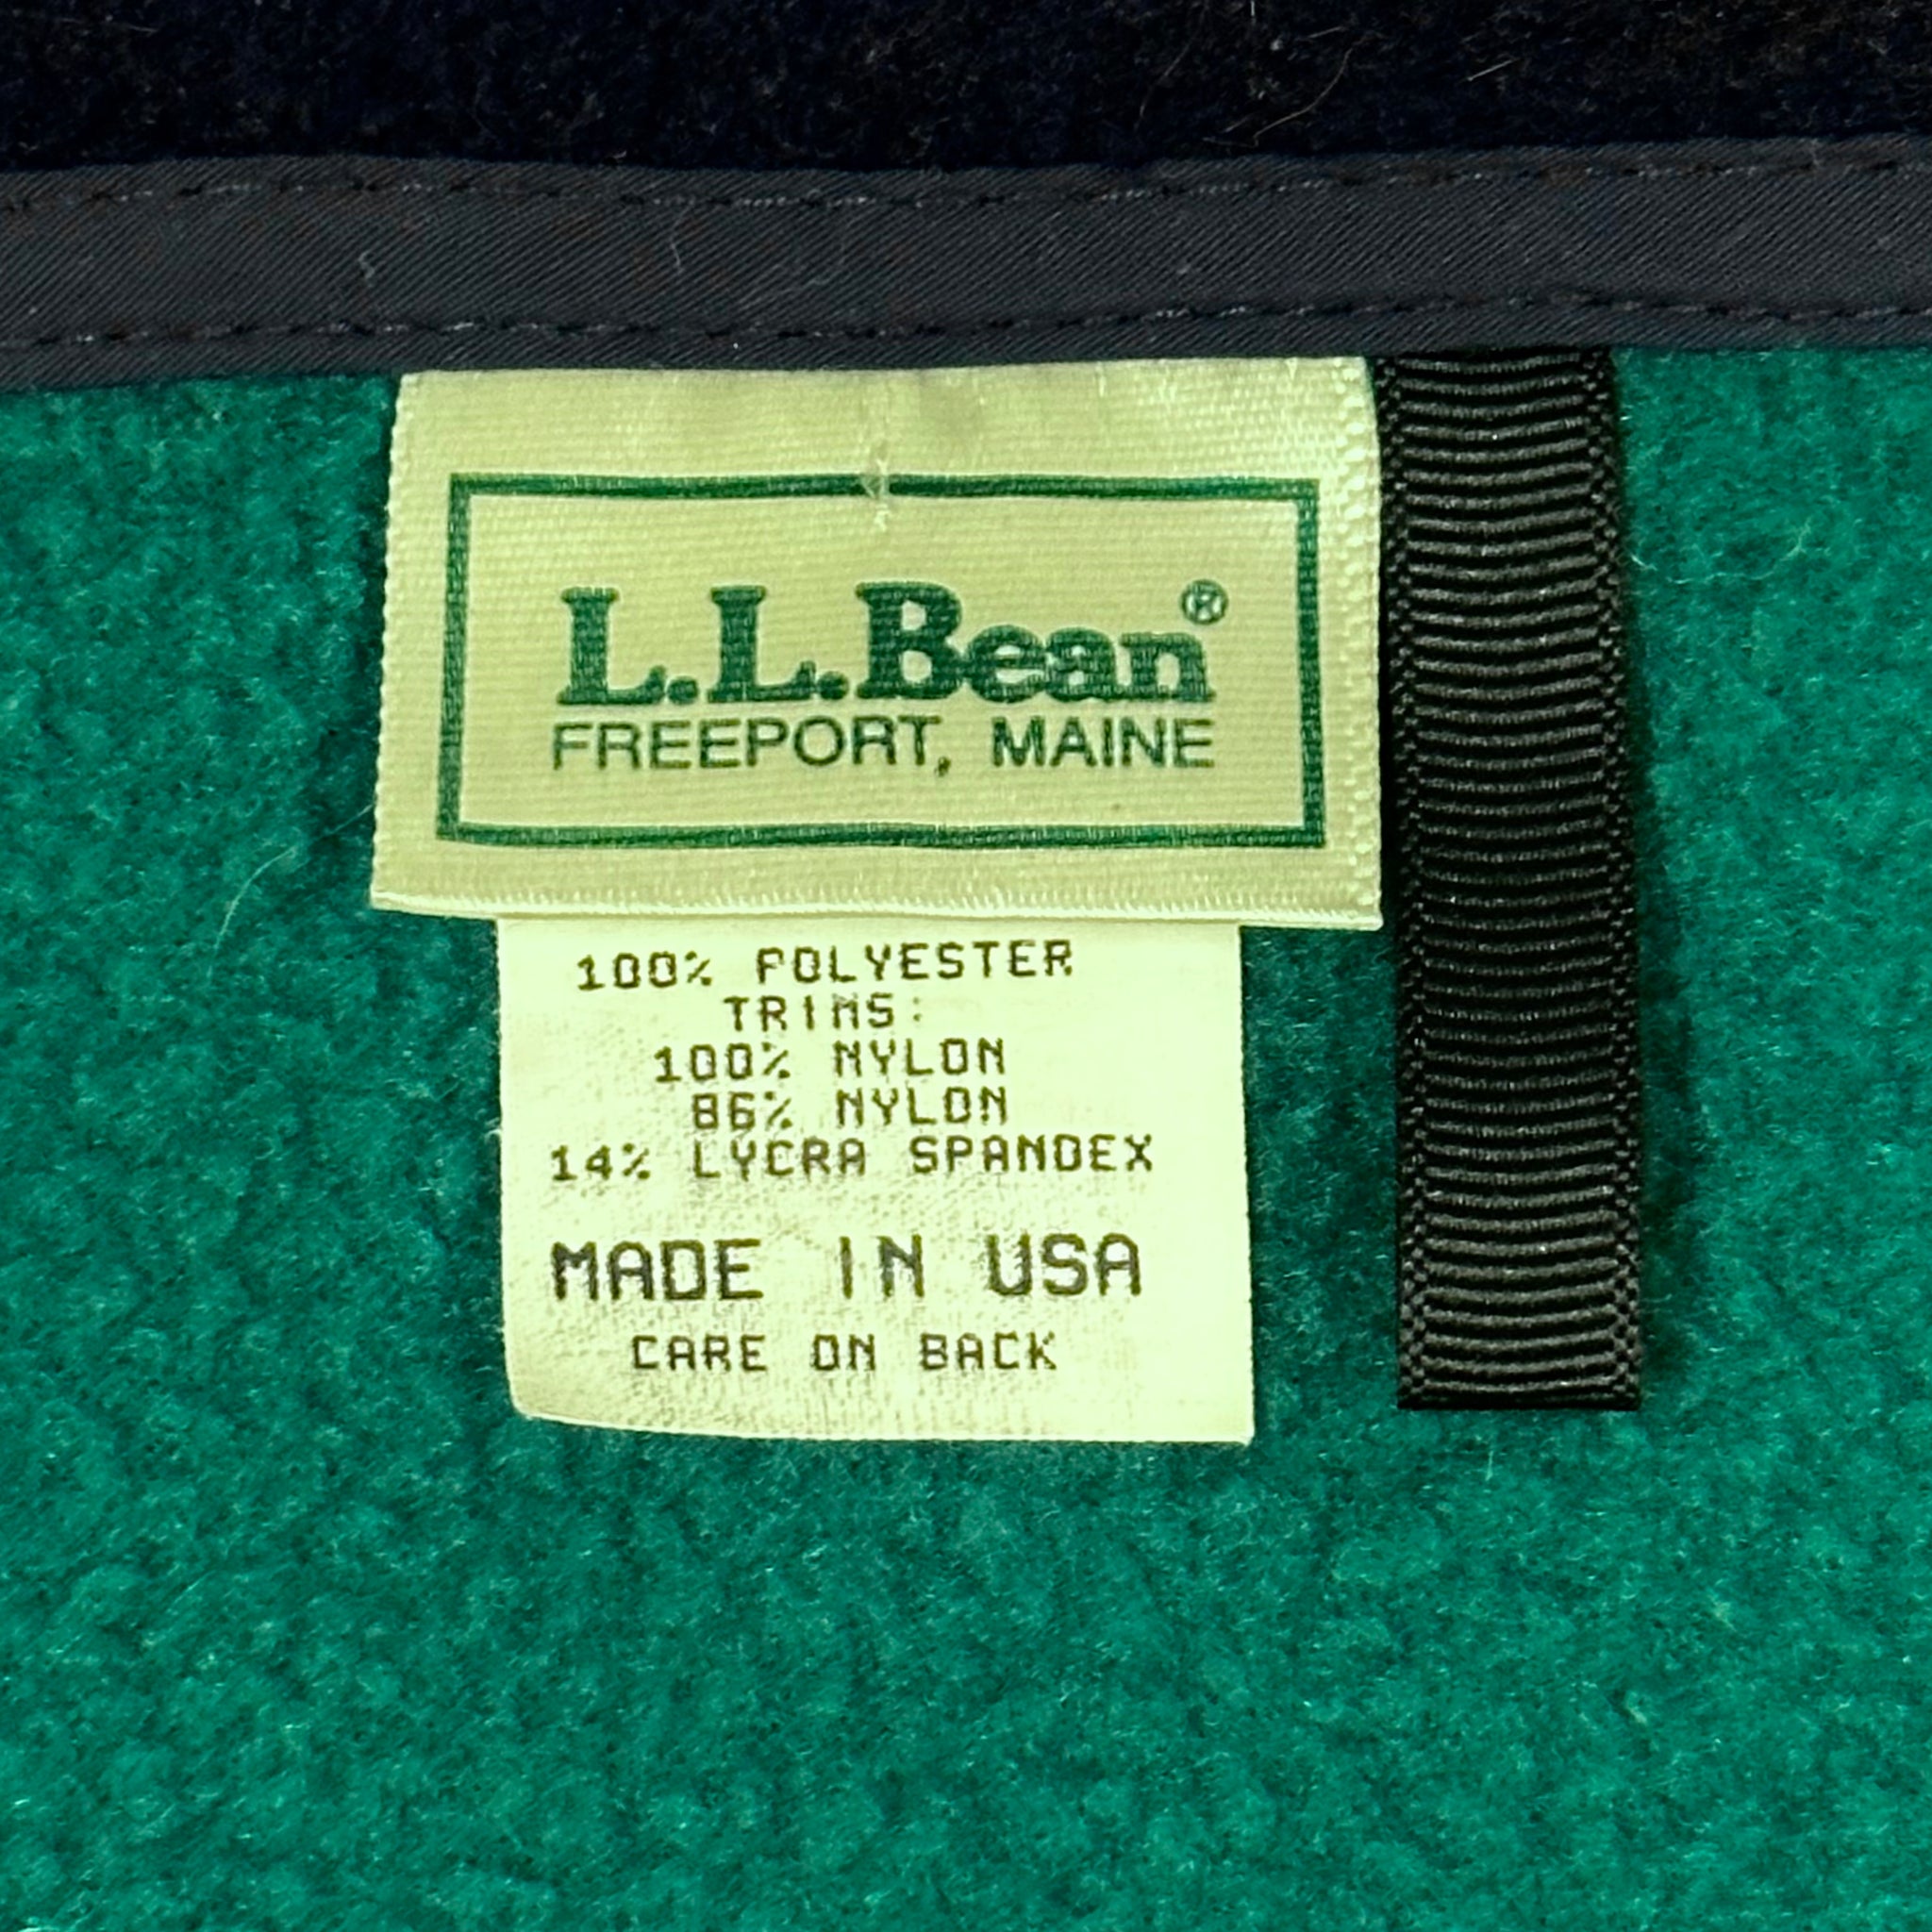 L.L.Bean®
FREEPORT, MAINE
100% POLYESTER
TRIMS:
100% NYLON
86% NYLON
14% LYCRA SPANDEX
MADE IN USA
CARE ON BACK